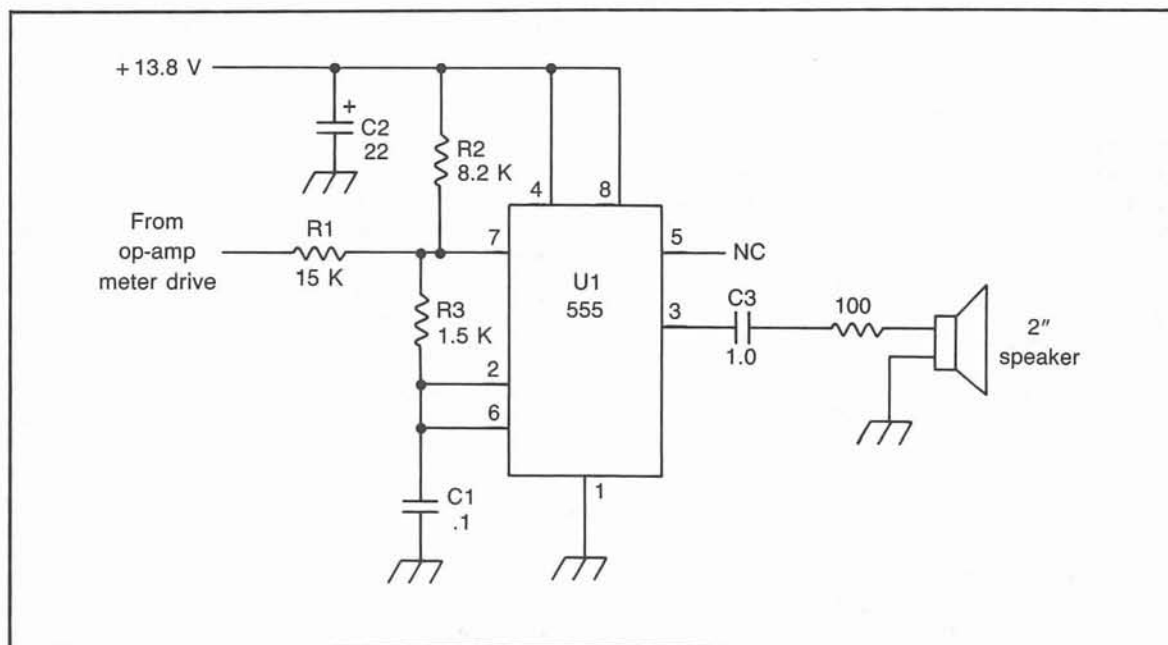 + 13.8 V
+
C2
22
R2
8.2 K
4
8
From
op-amp
meter drive
R1
15 K
7
5
NC
U1
555
R3
1.5 K
3
C3
1.0
100
2"
speaker
2
6
C1
.1
1